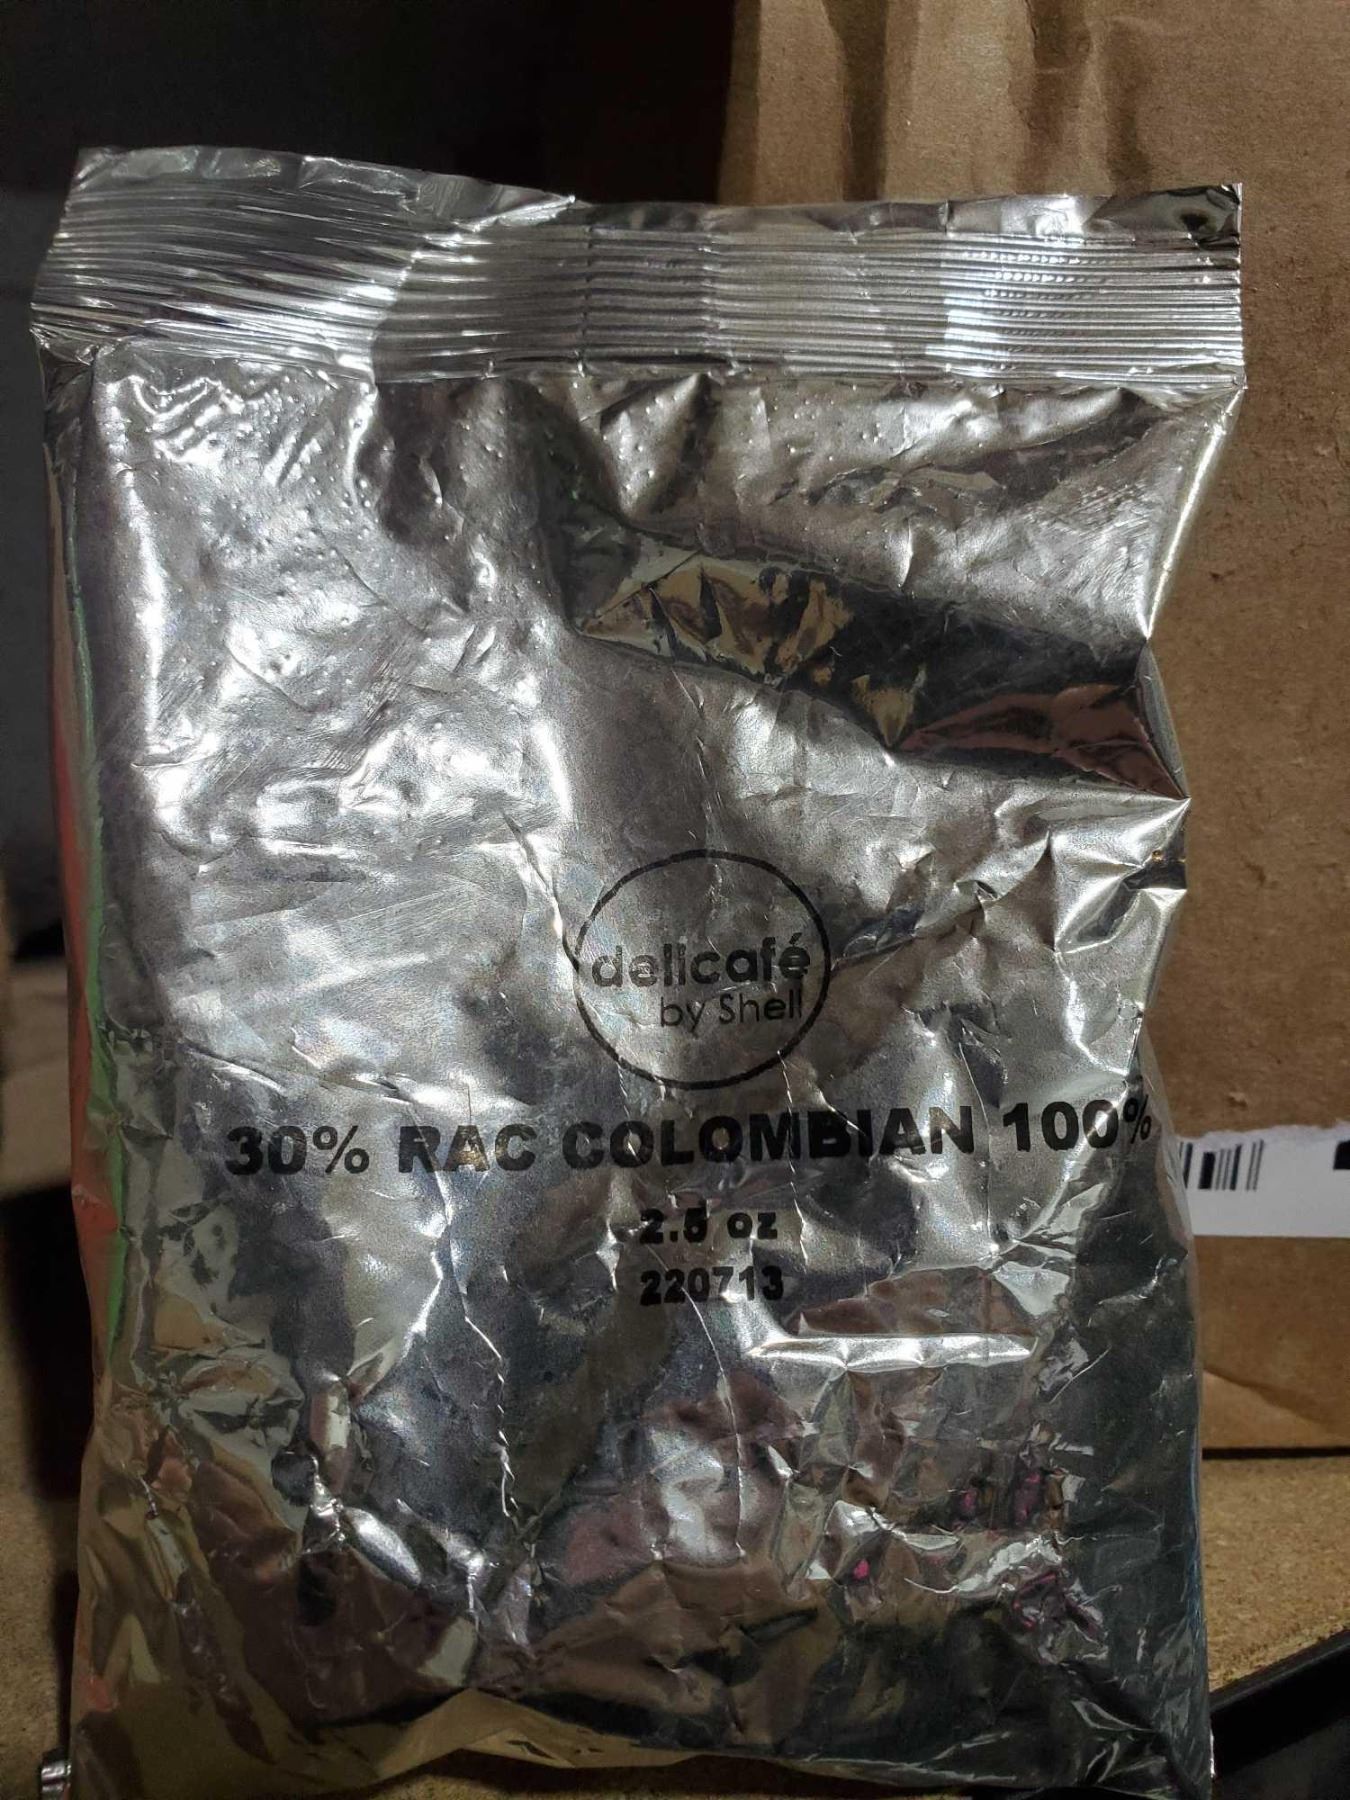 delicafé
by Shell
30% RAC COLOMBIAN 100%
2.5 oz
220713